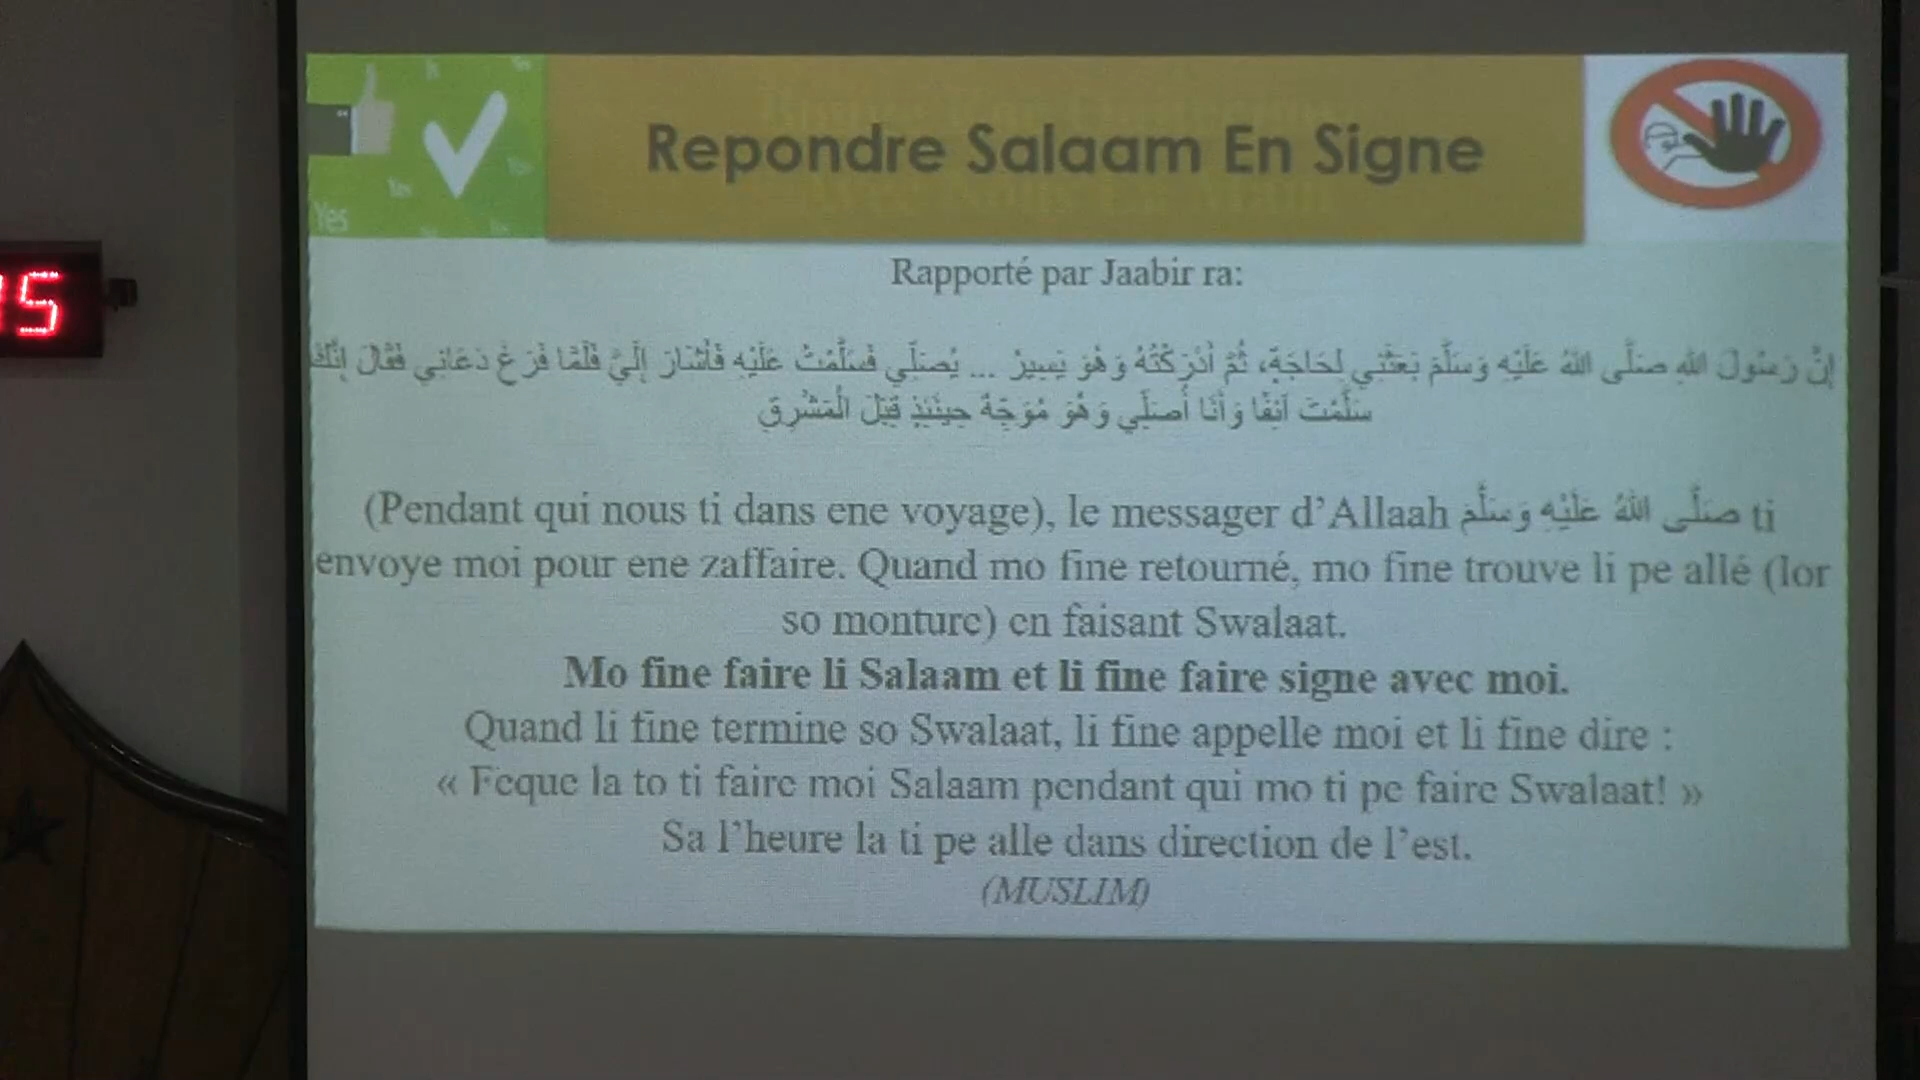 Yes
Repondre Salaam En Signe
15
Rapporté par Jaabir ra:
إِنَّ رَسُولَ اللهِ صَلَّى اللهُ عَلَيْهِ وَسَلَّمَ بَعَثَنِي لِحَاجَةٍ، ثُمَّ أَدْرَكْتُهُ وَهُوَ يَسِيرُ ... يُصَلِّي فَسَلَّمْتُ عَلَيْهِ فَأَشَارَ إِلَيَّ فَلَمَّا فَرَغَ دَعَانِي فَقَالَ إِنَّكَ
سَلَّمْتَ آنِفًا وَأَنَا أُصَلِّي وَهُوَ مُوَجِّهٌ حِينَئِذٍ قِبَلَ الْمَشْرِقِ
(Pendant qui nous ti dans ene voyage), le messager d’Allaah صَلَّى اللهُ عَلَيْهِ وَسَلَّمَ ti
envoye moi pour ene zaffaire. Quand mo fine retourné, mo fine trouve li pe allé (lor
so monture) en faisant Swalaat.
Mo fine faire li Salaam et li fine faire signe avec moi.
Quand li fine termine so Swalaat, li fine appelle moi et li fine dire :
« Feque la to ti faire moi Salaam pendant qui mo ti pe faire Swalaat! »
Sa l’heure la ti pe alle dans direction de l’est.
(MUSLIM)